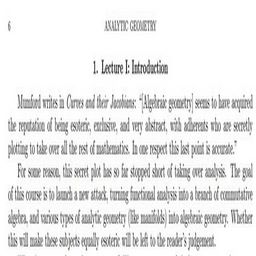 6 ANALYTIC GEOMETRY
1. Lecture I: Introduction
Mumford writes in Curves and their Jacobians: “[Algebraic geometry] seems to have acquired
the reputation of being esoteric, exclusive, and very abstract, with adherents who are secretly
plotting to take over all the rest of mathematics. In one respect this last point is accurate.”
For some reason, this secret plot has so far stopped short of taking over analysis. The goal
of this course is to launch a new attack, turning functional analysis into a branch of commutative
algebra, and various types of analytic geometry (like manifolds) into algebraic geometry. Whether
this will make these subjects equally esoteric will be left to the reader's judgement.